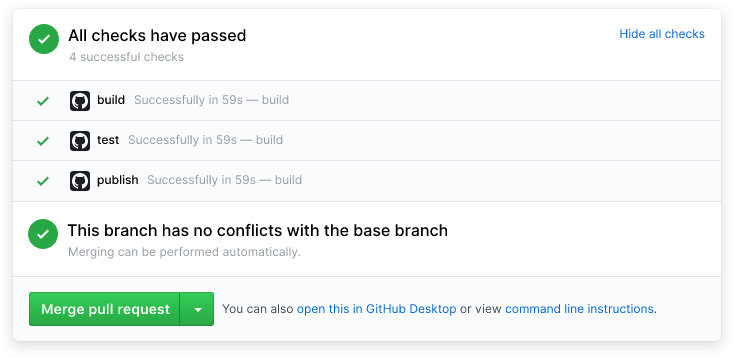 All checks have passed
Hide all checks
4 successful checks
build Successfully in 59s — build
test Successfully in 59s — build
publish Successfully in 59s — build
This branch has no conflicts with the base branch
Merging can be performed automatically.
Merge pull request
You can also open this in GitHub Desktop or view command line instructions.